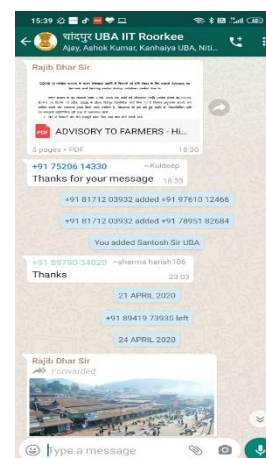 15:39
चांदपुर UBA IIT Roorkee
Ajay, Ashok Kumar, Kanhaiya UBA, Niti...
Rajib Dhar Sir
PDF
ADVISORY TO FARMERS - Hi...
5 pages • PDF
18:30
+91 75206 14330
~Kuldeep
Thanks for your message
18:33
+91 81712 03932 added +91 97610 12466
+91 81712 03932 added +91 78951 82684
You added Santosh Sir UBA
+91 89790 34020
~sharma harish106
Thanks
23:03
21 APRIL 2020
+91 89419 73935 left
24 APRIL 2020
Rajib Dhar Sir
Forwarded
Type a message